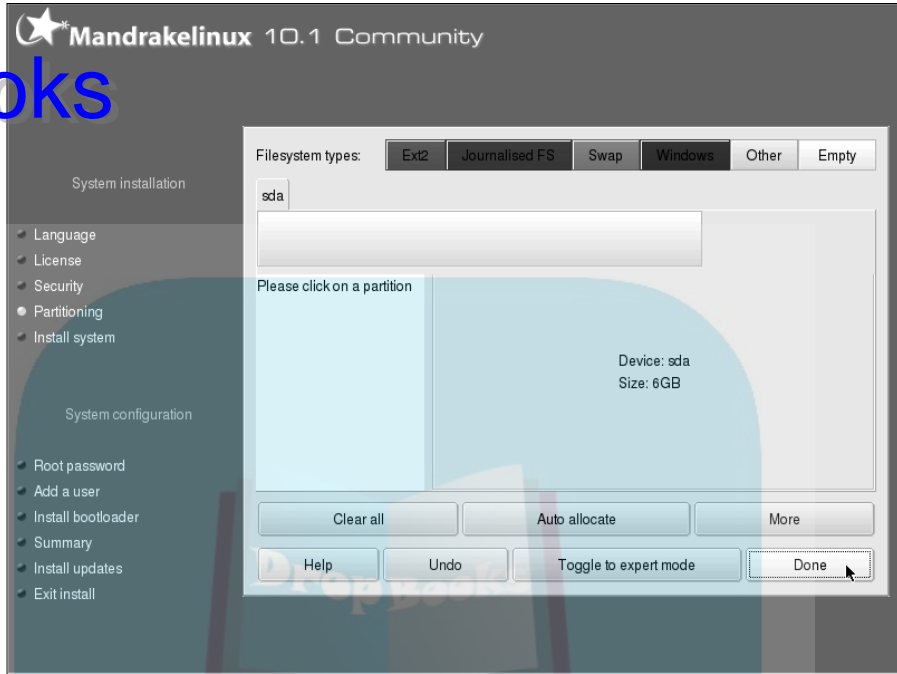 Mandrakelinux 10.1 Community
oks
Filesystem types:
Ext2
Journalised FS
Swap
Windows
Other
Empty
sda
Please click on a partition
Device: sda
Size: 6GB
Clear all
Auto allocate
More
Help
Undo
Toggle to expert mode
Done
System installation
Language
License
Security
Partitioning
Install system
System configuration
Root password
Add a user
Install bootloader
Summary
Install updates
Exit install
Drop Books